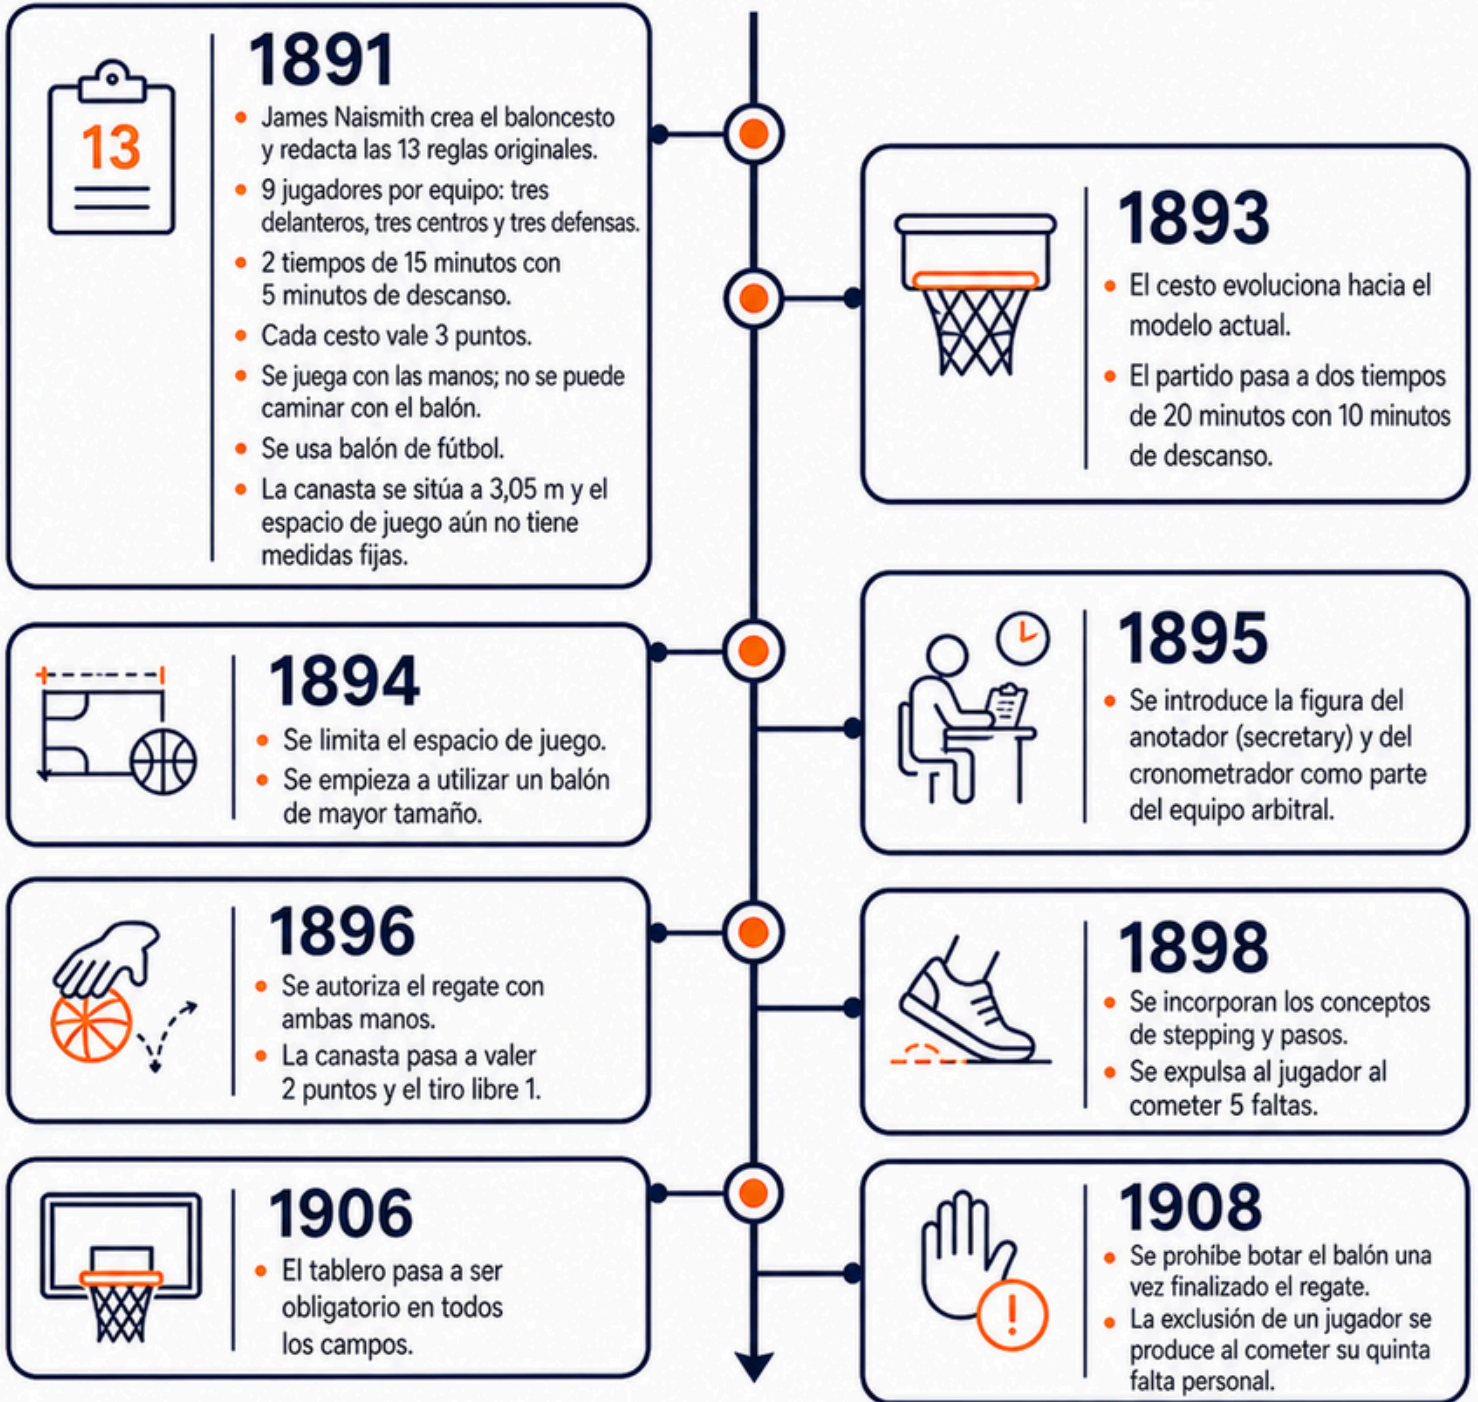 13
1891
• James Naismith crea el baloncesto
y redacta las 13 reglas originales.
• 9 jugadores por equipo: tres
delanteros, tres centros y tres defensas.
• 2 tiempos de 15 minutos con
5 minutos de descanso.
• Cada cesto vale 3 puntos.
• Se juega con las manos; no se puede
caminar con el balón.
• Se usa balón de fútbol.
• La canasta se sitúa a 3,05 m y el
espacio de juego aún no tiene
medidas fijas.
1893
• El cesto evoluciona hacia el
modelo actual.
• El partido pasa a dos tiempos
de 20 minutos con 10 minutos
de descanso.
1894
• Se limita el espacio de juego.
• Se empieza a utilizar un balón
de mayor tamaño.
1895
• Se introduce la figura del
anotador (secretary) y del
cronometrador como parte
del equipo arbitral.
1896
• Se autoriza el regate con
ambas manos.
• La canasta pasa a valer
2 puntos y el tiro libre 1.
1898
• Se incorporan los conceptos
de stepping y pasos.
• Se expulsa al jugador al
cometer 5 faltas.
1906
• El tablero pasa a ser
obligatorio en todos
los campos.
1908
• Se prohíbe botar el balón una
vez finalizado el regate.
• La exclusión de un jugador se
produce al cometer su quinta
falta personal.
!